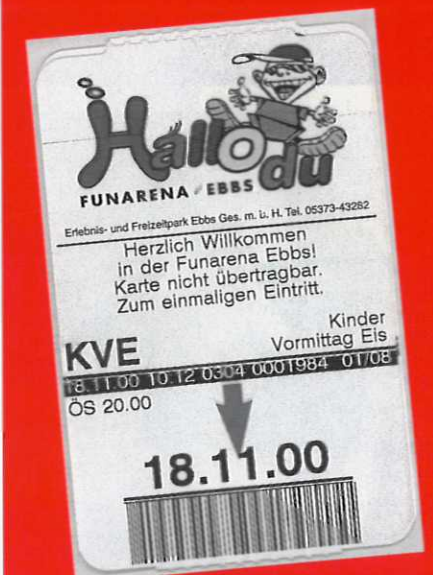 Hallo du
FUNARENA EBBS
Erlebnis- und Freizeitpark Ebbs Ges. m. b. H. Tel. 05373-43282
Herzlich Willkommen
in der Funarena Ebbs!
Karte nicht übertragbar.
Zum einmaligen Eintritt.
Kinder
KVE Vormittag Eis
18.11.00 10:12 0304 0001984 01/08
ÖS 20.00
18.11.00